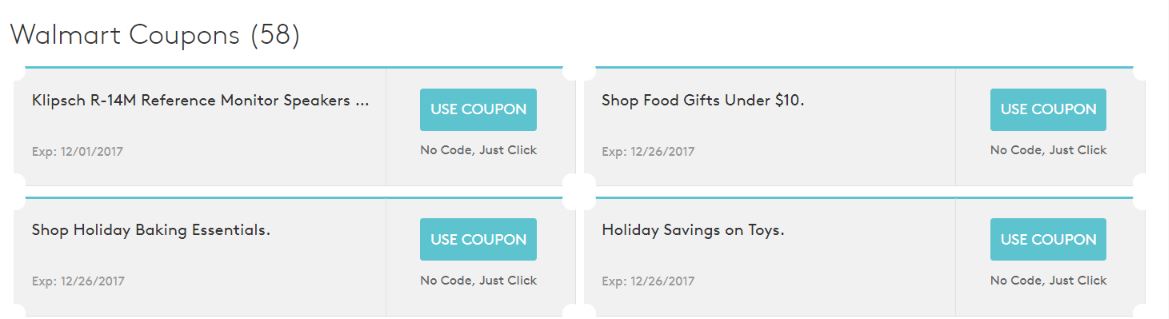 Walmart Coupons (58)
Klipsch R-14M Reference Monitor Speakers ...
USE COUPON
Exp: 12/01/2017
No Code, Just Click
Shop Food Gifts Under $10.
USE COUPON
Exp: 12/26/2017
No Code, Just Click
Shop Holiday Baking Essentials.
USE COUPON
Exp: 12/26/2017
No Code, Just Click
Holiday Savings on Toys.
USE COUPON
Exp: 12/26/2017
No Code, Just Click